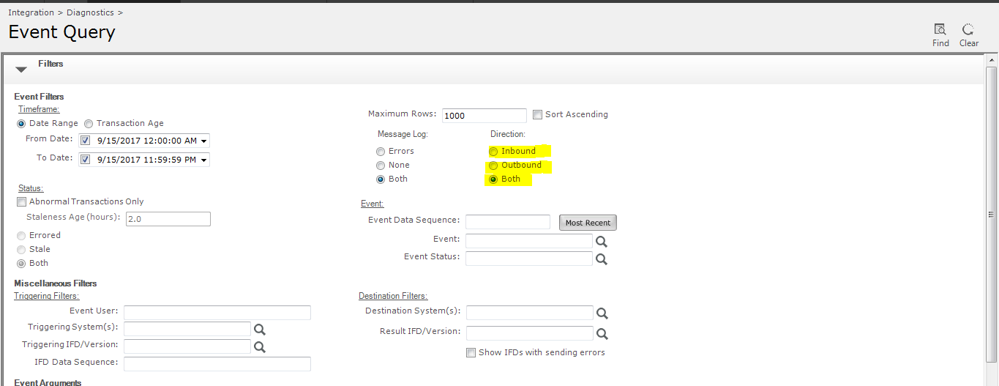 Integration > Diagnostics >
Event Query
Find
Clear
Filters
Event Filters
Timeframe:
Date Range Transaction Age
From Date: 9/15/2017 12:00:00 AM
To Date: 9/15/2017 11:59:59 PM
Maximum Rows: 1000 Sort Ascending
Message Log: Direction:
Errors Inbound
None Outbound
Both Both
Status:
Abnormal Transactions Only
Staleness Age (hours): 2.0
Errored
Stale
Both
Event:
Event Data Sequence: Most Recent
Event:
Event Status:
Miscellaneous Filters
Triggering Filters:
Event User:
Triggering System(s):
Triggering IFD/Version:
IFD Data Sequence:
Destination Filters:
Destination System(s):
Result IFD/Version:
Show IFDs with sending errors
Event Arguments